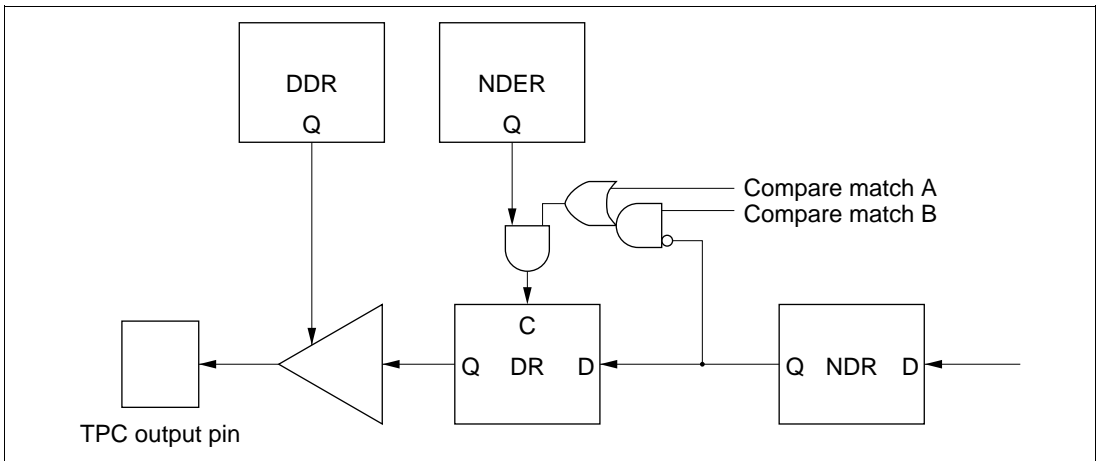 DDR
Q
NDER
Q
Compare match A
Compare match B
C
Q DR D
Q NDR D
TPC output pin